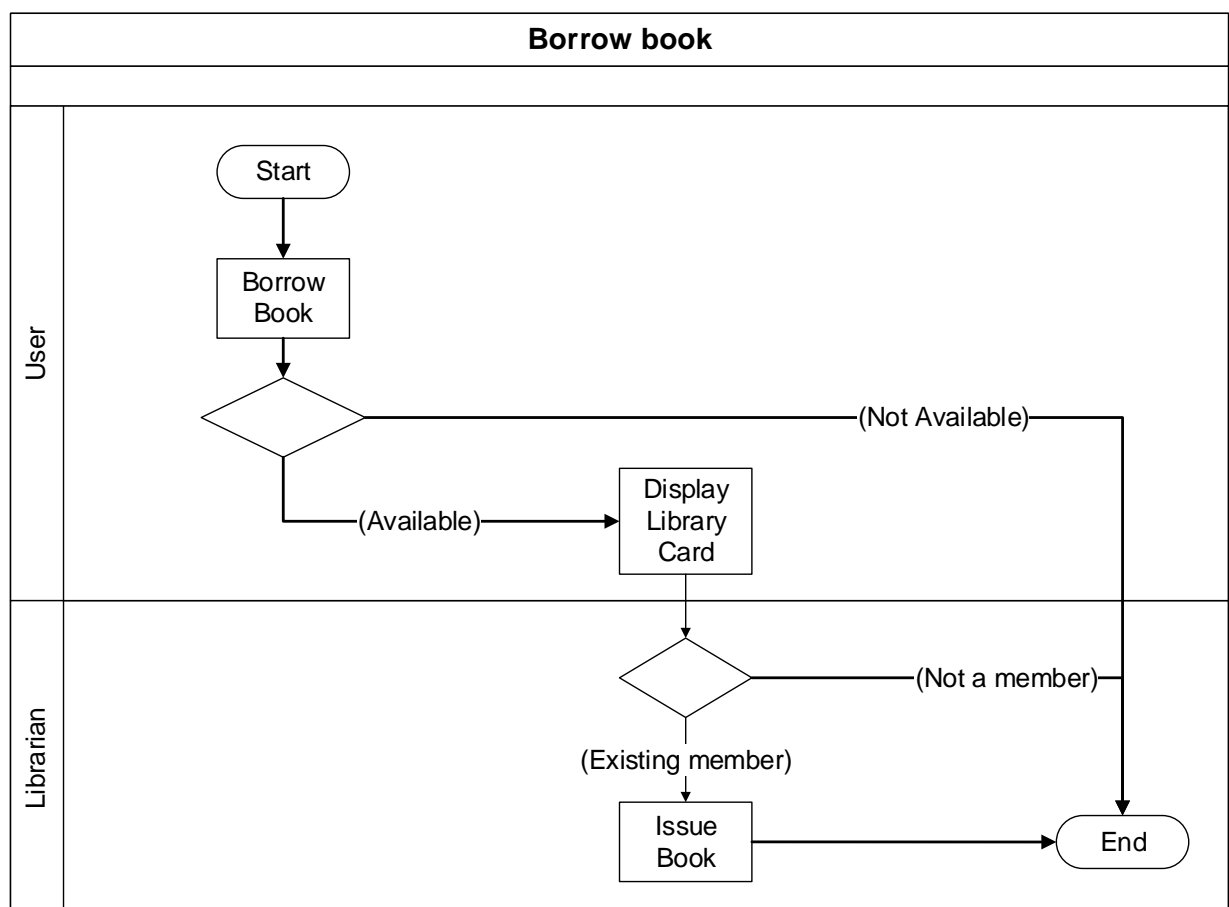 Borrow book
User
Start
Borrow
Book
(Not Available)
(Available)
Display
Library
Card
Librarian
(Not a member)
(Existing member)
Issue
Book
End